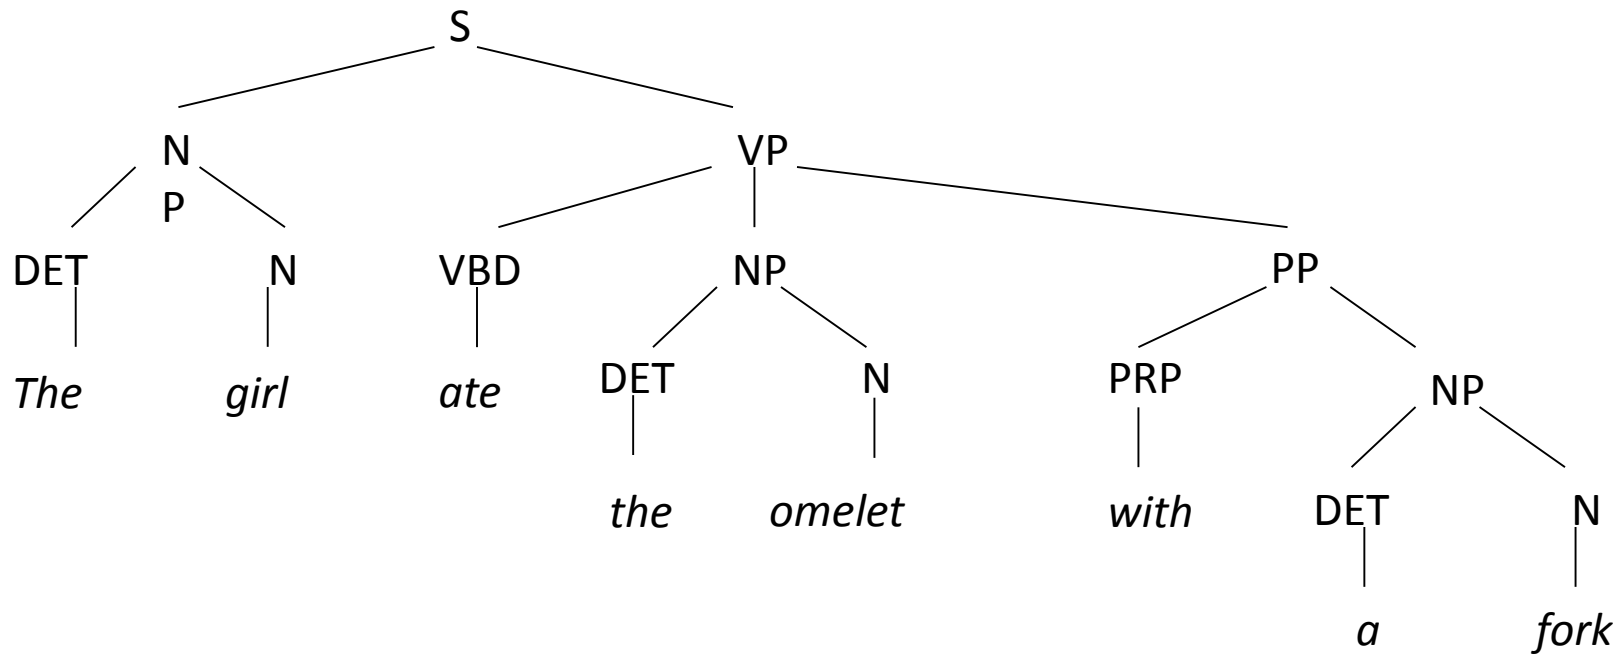 S
N
P
VP
DET
N
VBD
NP
PP
The
girl
ate
DET
N
PRP
NP
the
omelet
with
DET
N
a
fork